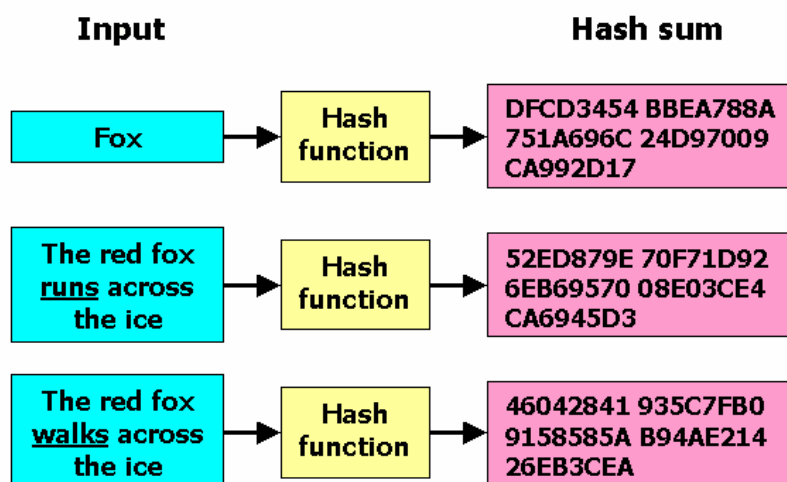 Input
Hash sum
Fox
Hash
function
DFCD3454 BBEA788A
751A696C 24D97009
CA992D17
The red fox
runs across
the ice
Hash
function
52ED879E 70F71D92
6EB69570 08E03CE4
CA6945D3
The red fox
walks across
the ice
Hash
function
46042841 935C7FB0
9158585A B94AE214
26EB3CEA